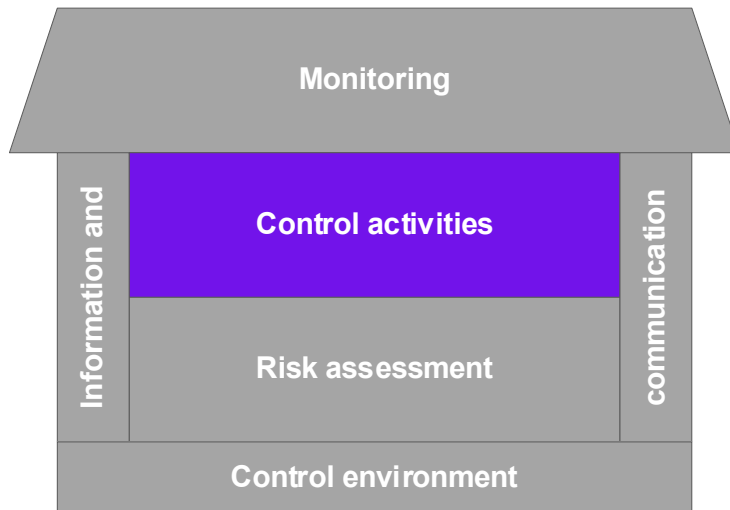 Monitoring
Information and
Control activities
communication
Risk assessment
Control environment